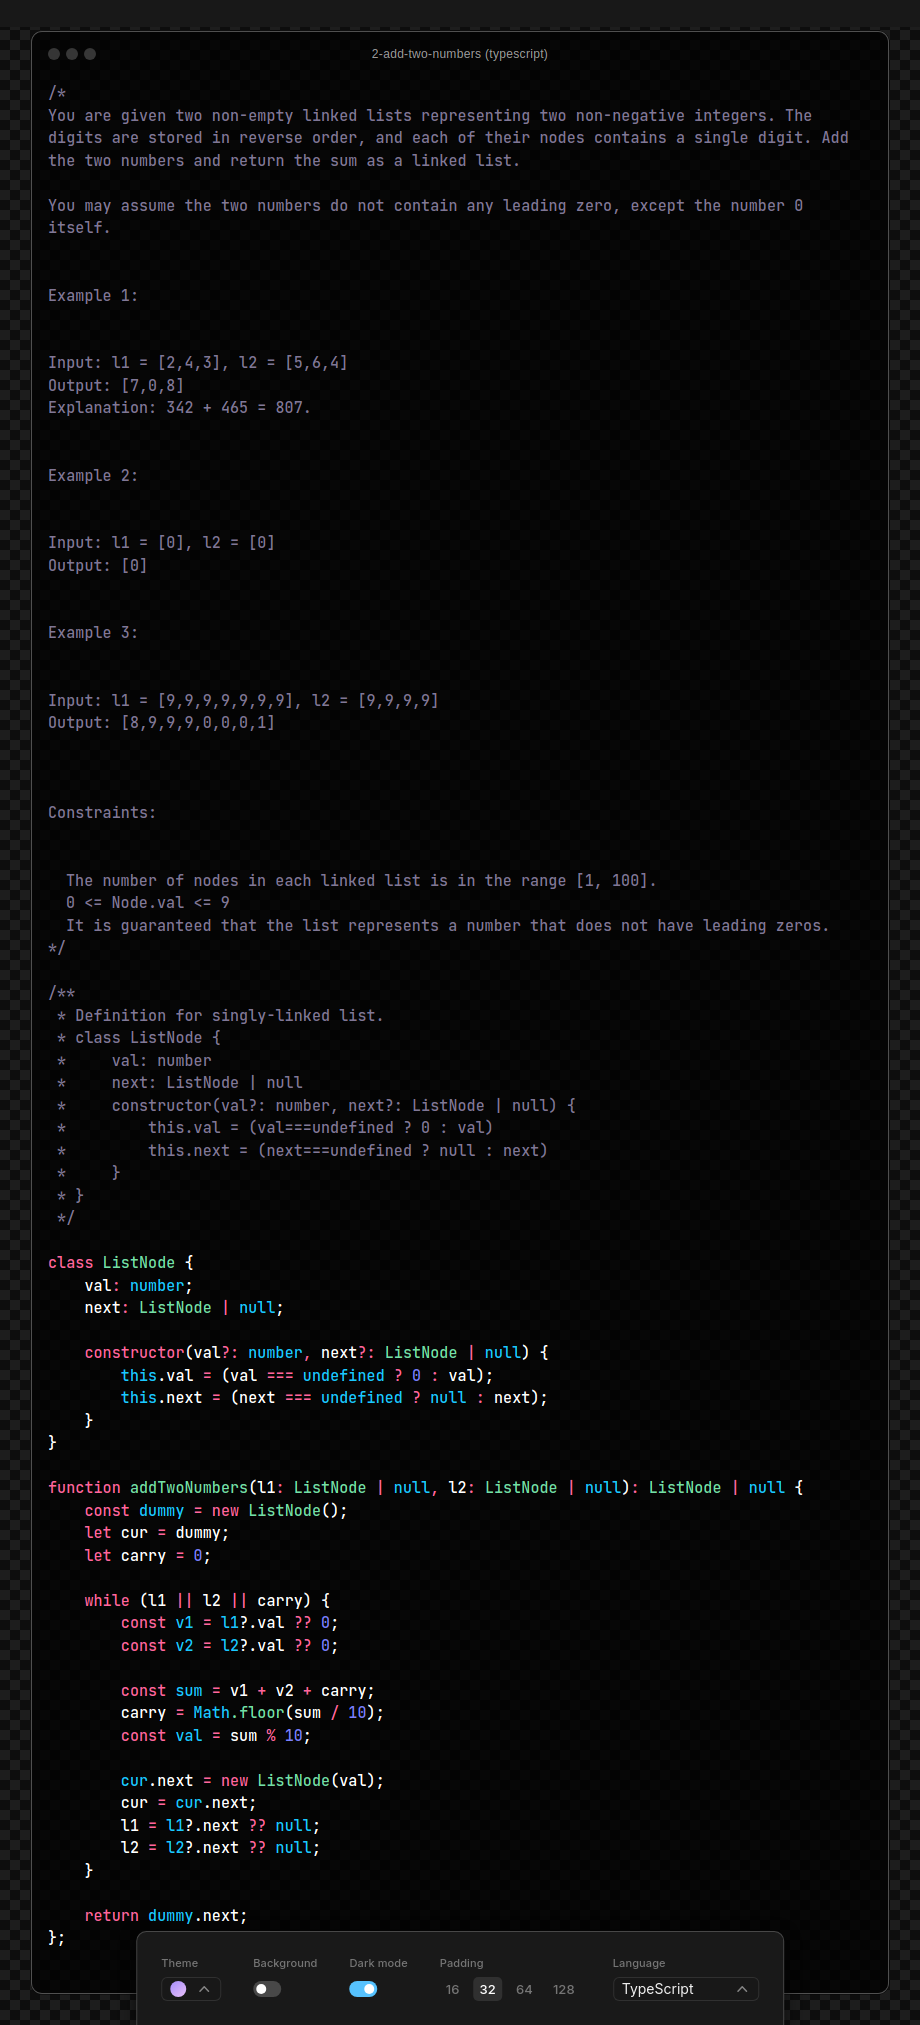 2-add-two-numbers (typescript)
/*
You are given two non-empty linked lists representing two non-negative integers. The
digits are stored in reverse order, and each of their nodes contains a single digit. Add
the two numbers and return the sum as a linked list.

You may assume the two numbers do not contain any leading zero, except the number 0
itself.


Example 1:


Input: l1 = [2,4,3], l2 = [5,6,4]
Output: [7,0,8]
Explanation: 342 + 465 = 807.


Example 2:


Input: l1 = [0], l2 = [0]
Output: [0]


Example 3:


Input: l1 = [9,9,9,9,9,9,9], l2 = [9,9,9,9]
Output: [8,9,9,9,0,0,0,1]



Constraints:


  The number of nodes in each linked list is in the range [1, 100].
  0 <= Node.val <= 9
  It is guaranteed that the list represents a number that does not have leading zeros.
*/

/**
 * Definition for singly-linked list.
 * class ListNode {
 *     val: number
 *     next: ListNode | null
 *     constructor(val?: number, next?: ListNode | null) {
 *         this.val = (val===undefined ? 0 : val)
 *         this.next = (next===undefined ? null : next)
 *     }
 * }
 */

class ListNode {
    val: number;
    next: ListNode | null;

    constructor(val?: number, next?: ListNode | null) {
        this.val = (val === undefined ? 0 : val);
        this.next = (next === undefined ? null : next);
    }
}

function addTwoNumbers(l1: ListNode | null, l2: ListNode | null): ListNode | null {
    const dummy = new ListNode();
    let cur = dummy;
    let carry = 0;

    while (l1 || l2 || carry) {
        const v1 = l1?.val ?? 0;
        const v2 = l2?.val ?? 0;

        const sum = v1 + v2 + carry;
        carry = Math.floor(sum / 10);
        const val = sum % 10;

        cur.next = new ListNode(val);
        cur = cur.next;
        l1 = l1?.next ?? null;
        l2 = l2?.next ?? null;
    }

    return dummy.next;
};
Theme Background Dark mode Padding Language
16 32 64 128 TypeScript